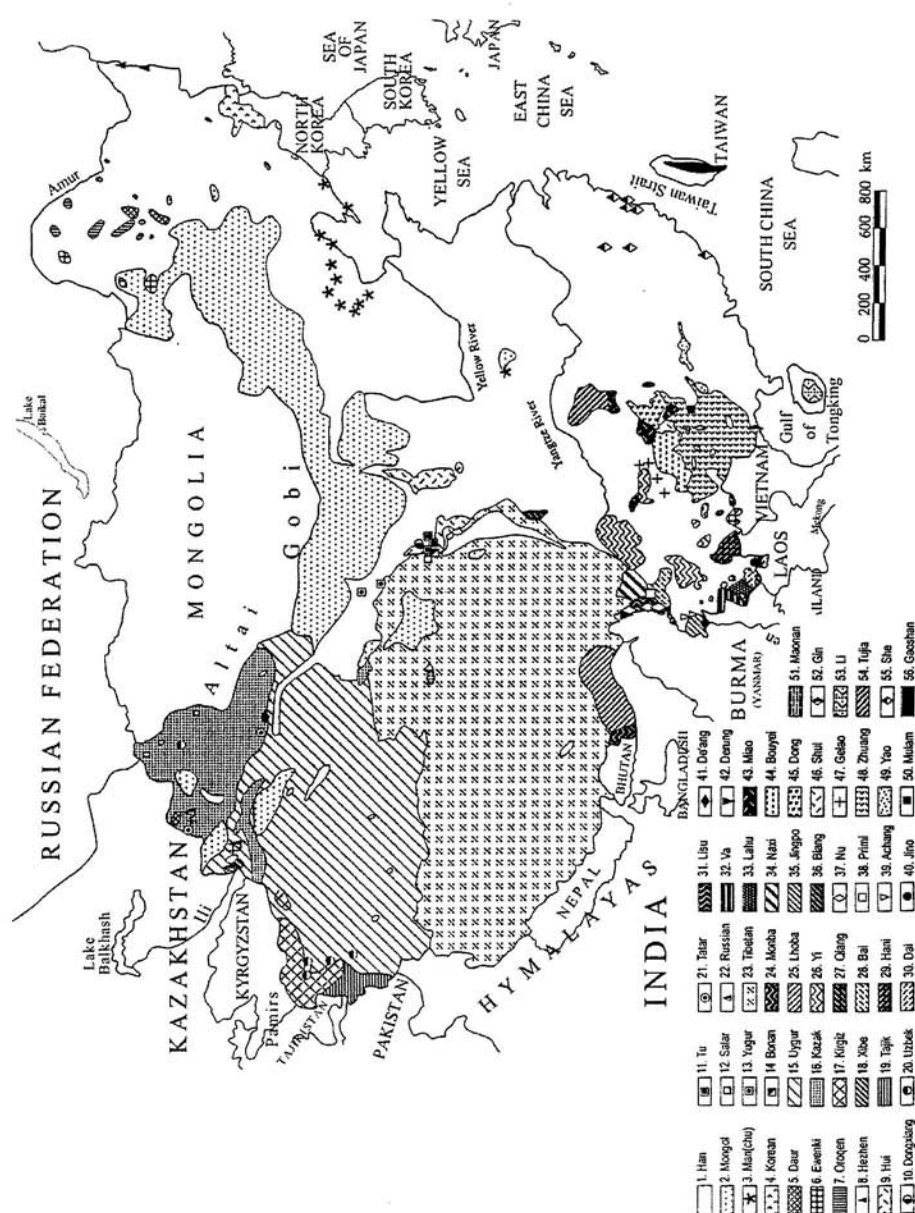 RUSSIAN FEDERATION
Lake
Baikal
Amur
MONGOLIA
Altai
Gobi
KAZAKHSTAN
Lake
Balkhash
Ili
KYRGYZSTAN
Pamirs
TAJIKISTAN
PAKISTAN
HYMALAYAS
NEPAL
INDIA
BHUTAN
BANGLADESH
BURMA
(YANMAR)
LAOS
VIETNAM
Mekong
Gulf
of
Tongking
Yellow River
Yangtze River
NORTH
KOREA
SOUTH
KOREA
SEA
OF
JAPAN
JAPAN
YELLOW
SEA
EAST
CHINA
SEA
TAIWAN
Taiwan Strait
SOUTH CHINA
SEA
0 200 400 600 800 km
1. Han
2. Mongol
3. Man(chu)
4. Korean
5. Daur
6. Ewenki
7. Oroqen
8. Hezhen
9. Hui
10. Dongxiang
11. Tu
12. Salar
13. Yugur
14 Bonan
15. Uygur
16. Kazak
17. Kirgiz
18. Xibe
19. Tajik
20. Uzbek
21. Tatar
22. Russian
23. Tibetan
24. Monba
25. Lhoba
26. Yi
27. Qiang
28. Bai
29. Hani
30. Dai
31. Lisu
32. Va
33. Lahu
34. Naxi
35. Jingpo
36. Blang
37. Nu
38. Primi
39. Achang
40. Jino
41. De'ang
42. Derung
43. Miao
44. Bouyei
45. Dong
46. Shui
47. Gelao
48. Zhuang
49. Yao
50. Mulam
51. Maonan
52. Gin
53. Li
54. Tujia
55. She
56. Gaoshan